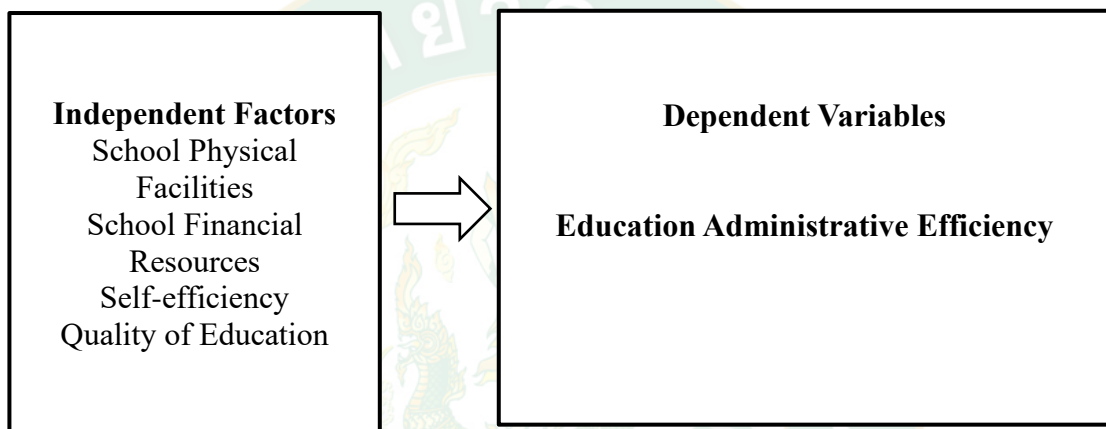 Independent Factors
School Physical
Facilities
School Financial
Resources
Self-efficiency
Quality of Education
Dependent Variables
Education Administrative Efficiency